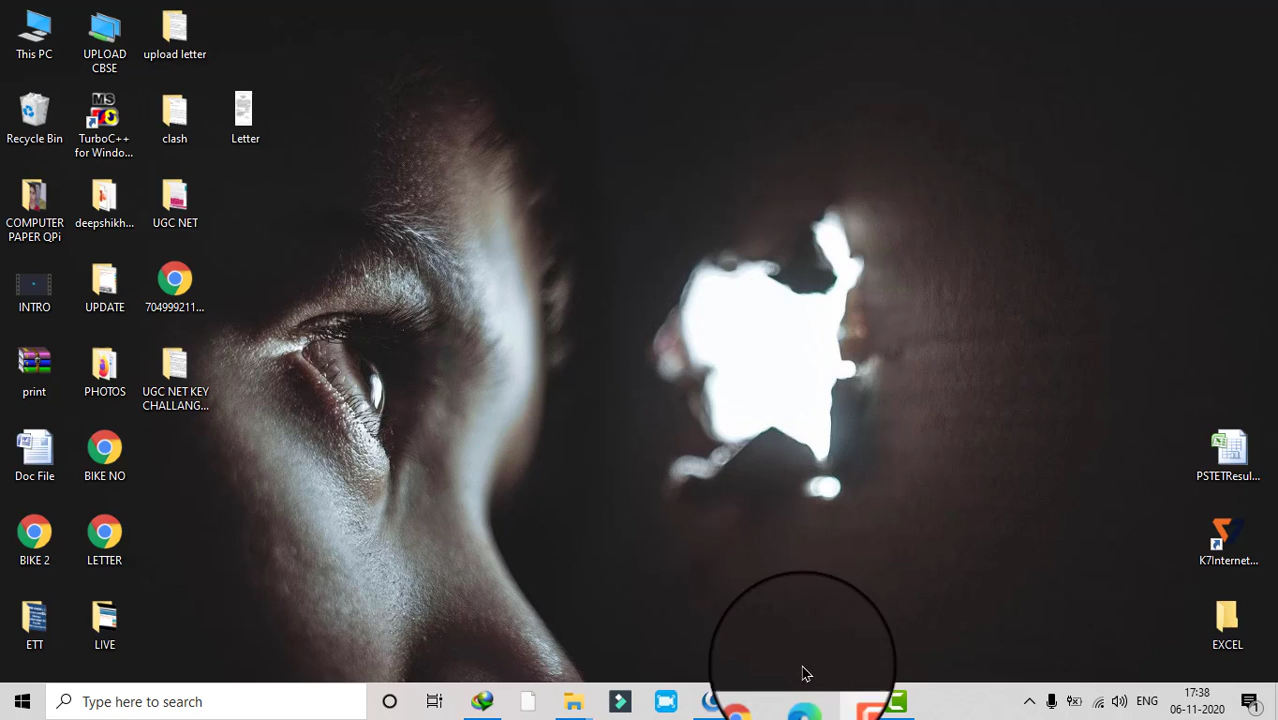 This PC
UPLOAD
CBSE
upload letter
Recycle Bin
MS
TurboC++
for Windo...
clash
Letter
COMPUTER
PAPER QPi
deepshikh...
UGC NET
INTRO
UPDATE
704999211...
print
PHOTOS
UGC NET KEY
CHALLANG...
Doc File
BIKE NO
BIKE 2
LETTER
ETT
LIVE
PSTETResul...
K7Internet...
EXCEL
Type here to search
ENG
17:38
06-11-2020
1